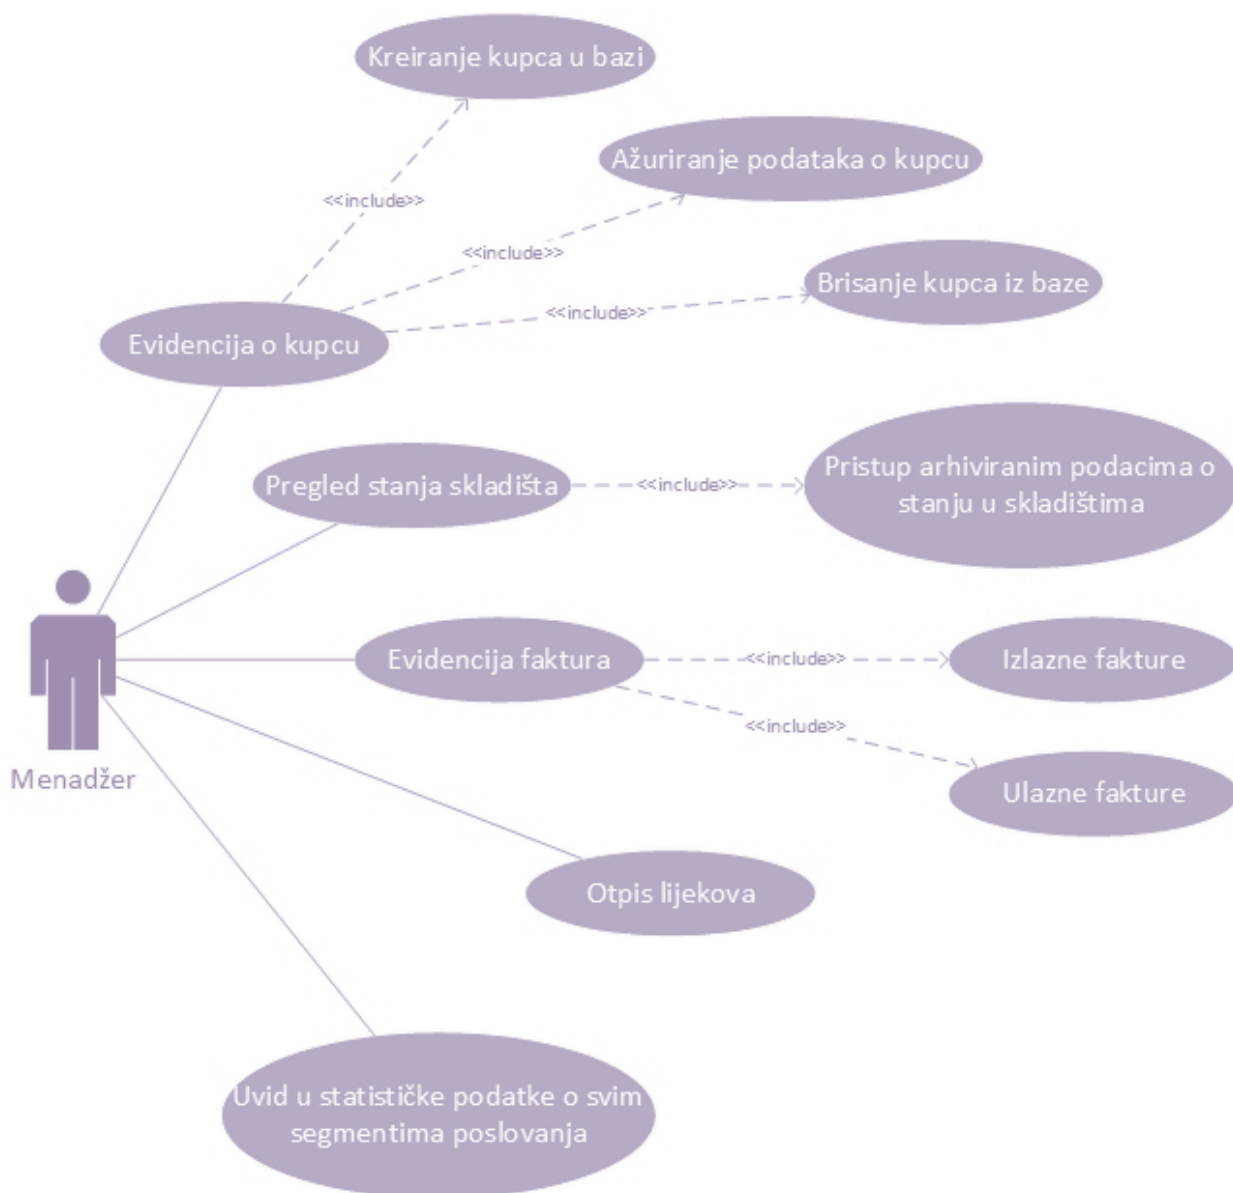 Kreiranje kupca u bazi
Ažuriranje podataka o kupcu
<<include>>
<<include>>
Brisanje kupca iz baze
<<include>>
Evidencija o kupcu
Pregled stanja skladišta
<<include>>
Pristup arhiviranim podacima o
stanju u skladištima
Evidencija faktura
<<include>>
Izlazne fakture
<<include>>
Ulazne fakture
Menadžer
Otpis lijekova
Uvid u statističke podatke o svim
segmentima poslovanja